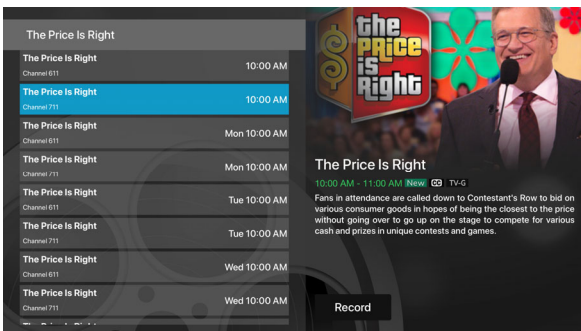 The Price Is Right
The Price Is Right
Channel 611
10:00 AM
The Price Is Right
Channel 711
10:00 AM
The Price Is Right
Channel 611
Mon 10:00 AM
The Price Is Right
Channel 711
Mon 10:00 AM
The Price Is Right
Channel 611
Tue 10:00 AM
The Price Is Right
Channel 711
Tue 10:00 AM
The Price Is Right
Channel 611
Wed 10:00 AM
The Price Is Right
Channel 711
Wed 10:00 AM
the
PRiCE
iS
Right
The Price Is Right
10:00 AM - 11:00 AM New CC TV-G
Fans in attendance are called down to Contestant's Row to bid on
various consumer goods in hopes of being the closest to the price
without going over to go up on the stage to compete for various
cash and prizes in unique contests and games.
Record